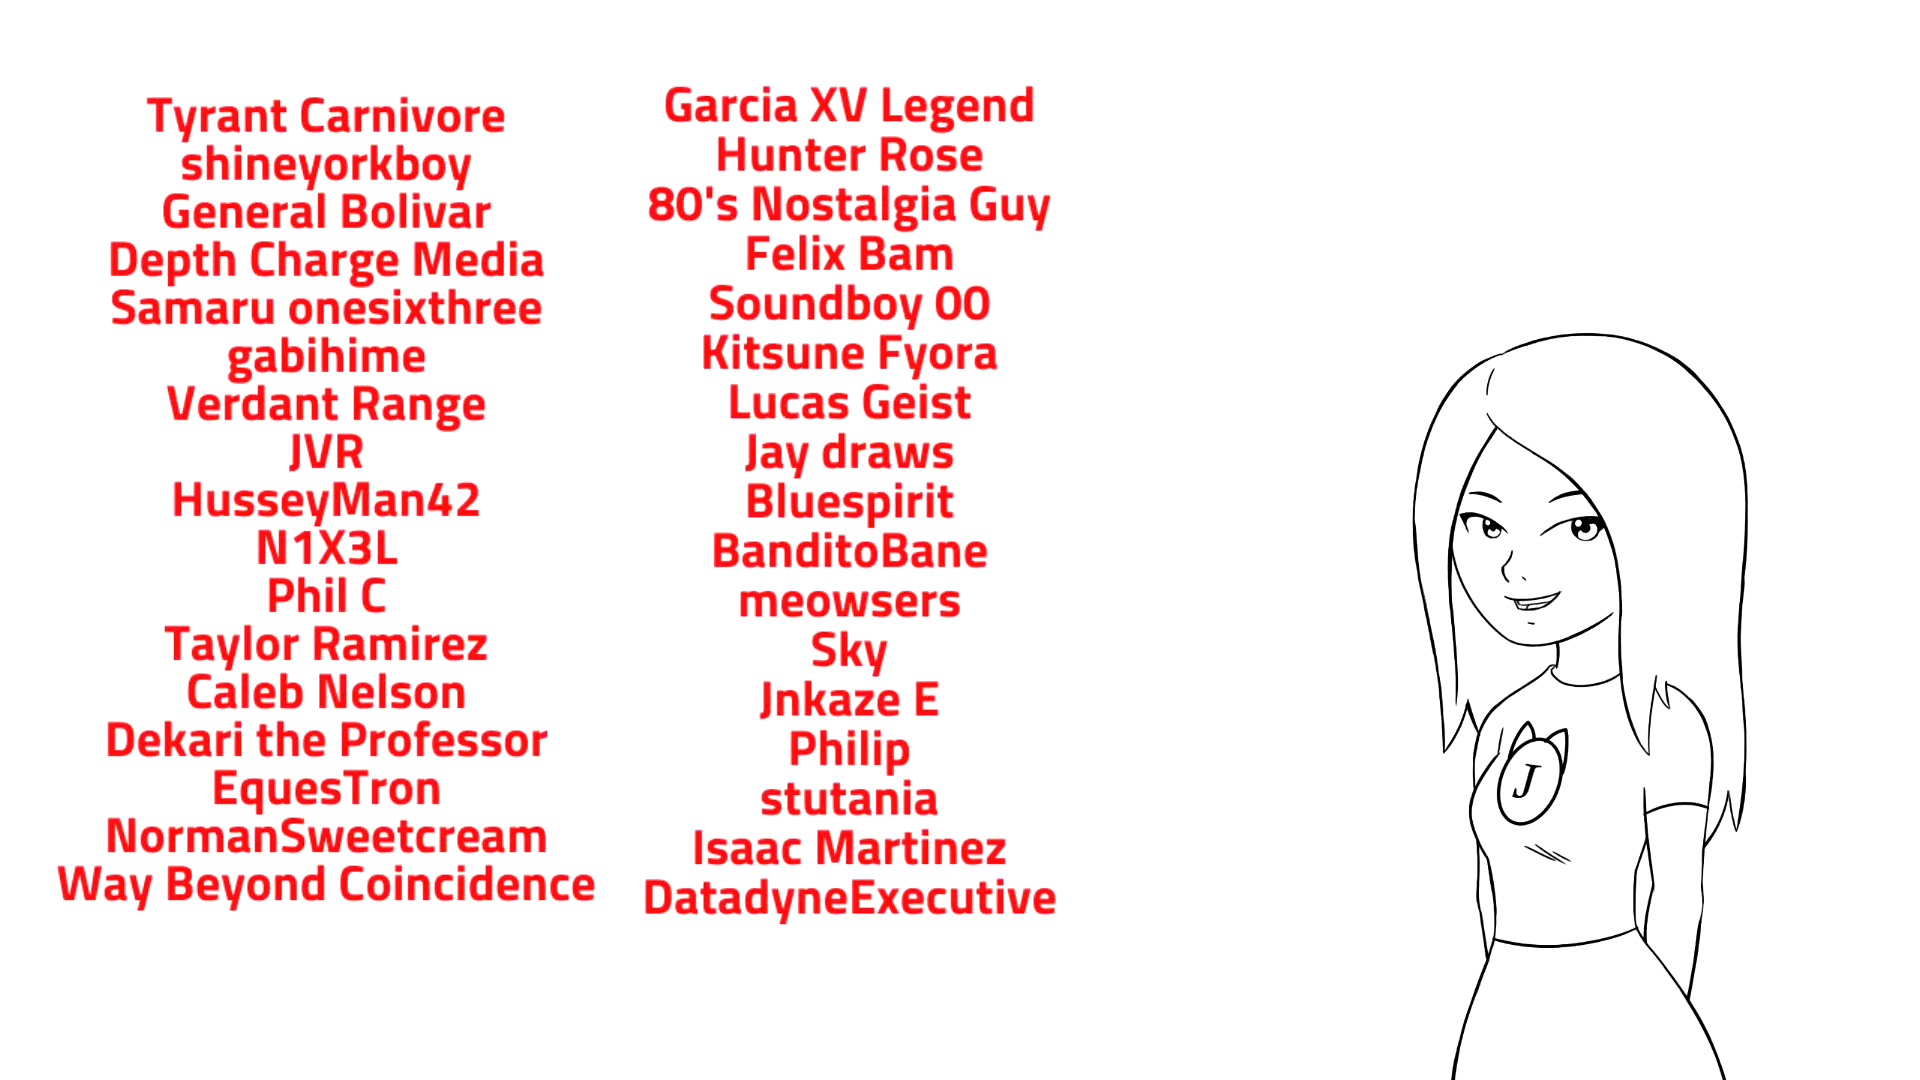 Tyrant Carnivore
shineyorkboy
General Bolivar
Depth Charge Media
Samaru onesixthree
gabihime
Verdant Range
JVR
HusseyMan42
N1X3L
Phil C
Taylor Ramirez
Caleb Nelson
Dekari the Professor
EquesTron
NormanSweetcream
Way Beyond Coincidence
Garcia XV Legend
Hunter Rose
80's Nostalgia Guy
Felix Bam
Soundboy 00
Kitsune Fyora
Lucas Geist
Jay draws
Bluespirit
BanditoBane
meowsers
Sky
Jnkaze E
Philip
stutania
Isaac Martinez
DatadyneExecutive
J